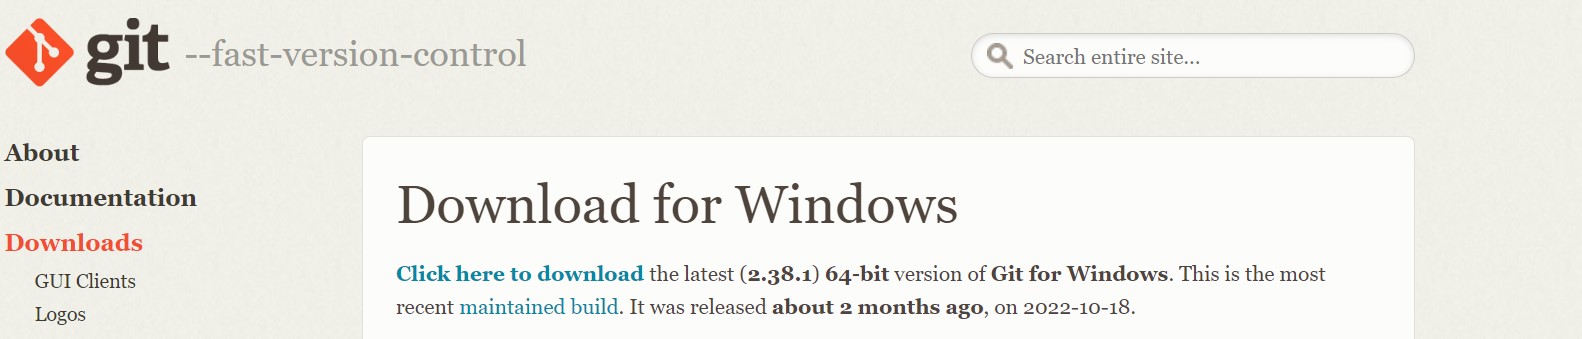 git --fast-version-control
Search entire site...
About
Documentation
Downloads
GUI Clients
Logos
Download for Windows
Click here to download the latest (2.38.1) 64-bit version of Git for Windows. This is the most
recent maintained build. It was released about 2 months ago, on 2022-10-18.